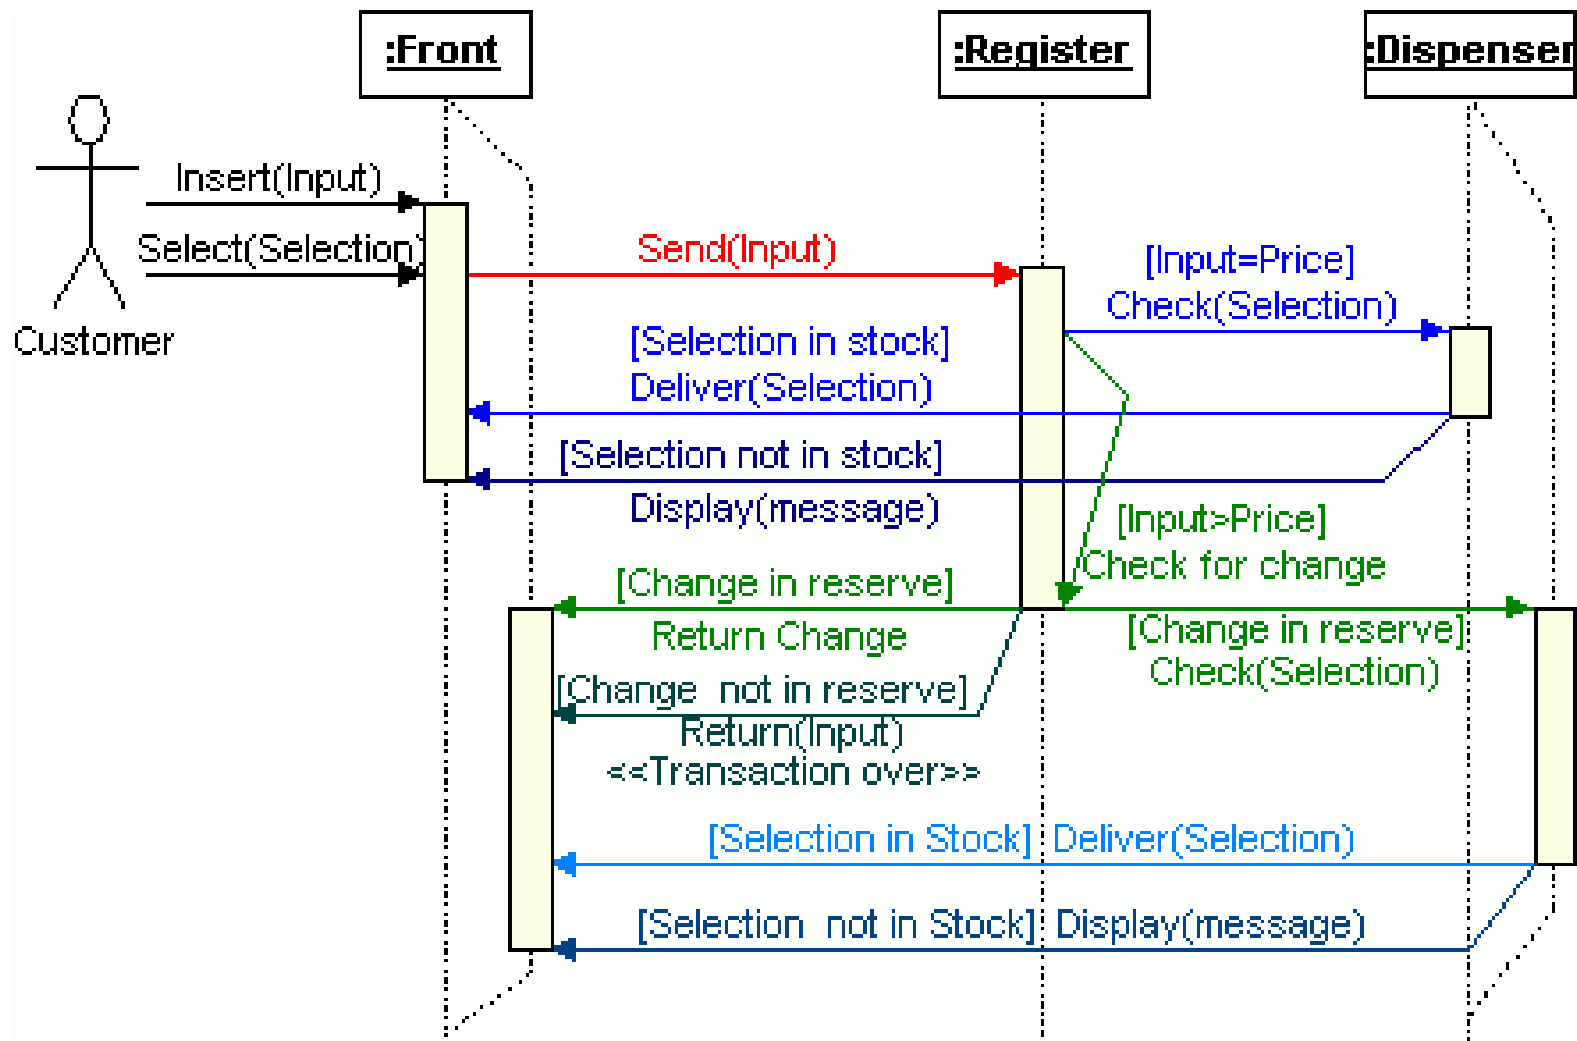 :Front
:Register
:Dispenser
Insert(Input)
Select(Selection)
Customer
Send(Input)
[Input=Price]
Check(Selection)
[Selection in stock]
Deliver(Selection)
[Selection not in stock]
Display(message)
[Input>Price]
Check for change
[Change in reserve]
Return Change
[Change in reserve]
Check(Selection)
[Change not in reserve]
Return(Input)
<<Transaction over>>
[Selection in Stock] Deliver(Selection)
[Selection not in Stock] Display(message)